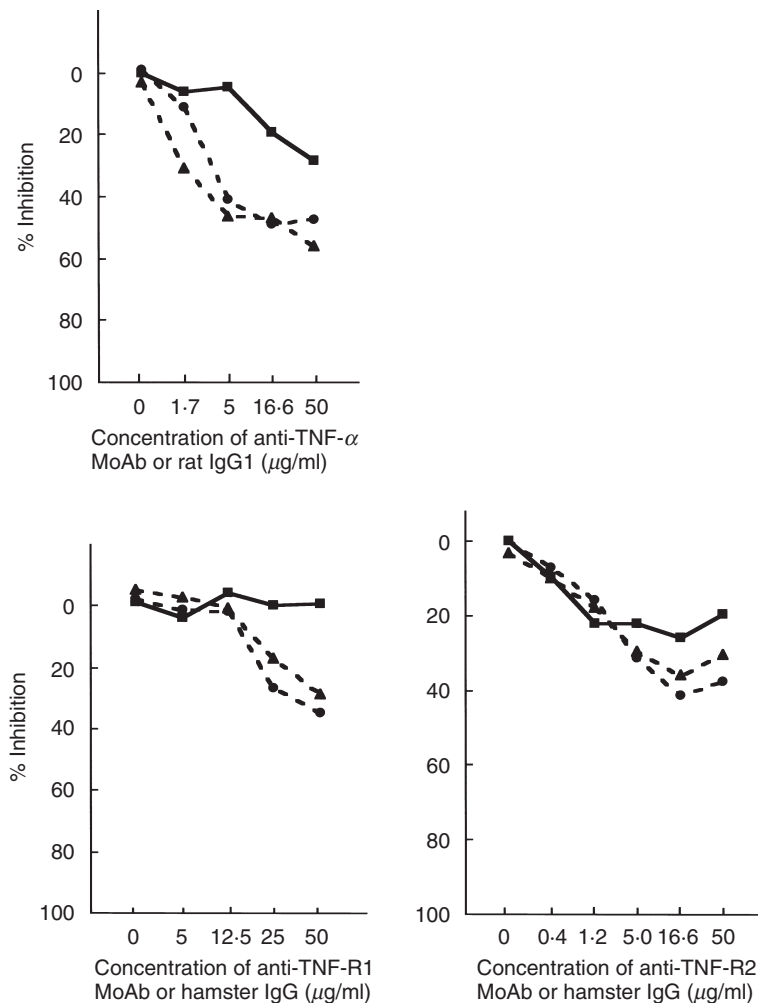 0
20
40
60
80
100
% Inhibition
0 1·7 5 16·6 50
Concentration of anti-TNF-α
MoAb or rat IgG1 (μg/ml)
0
20
40
60
80
100
% Inhibition
0 5 12·5 25 50
Concentration of anti-TNF-R1
MoAb or hamster IgG (μg/ml)
0
20
40
60
80
100
0 0·4 1·2 5·0 16·6 50
Concentration of anti-TNF-R2
MoAb or hamster IgG (μg/ml)